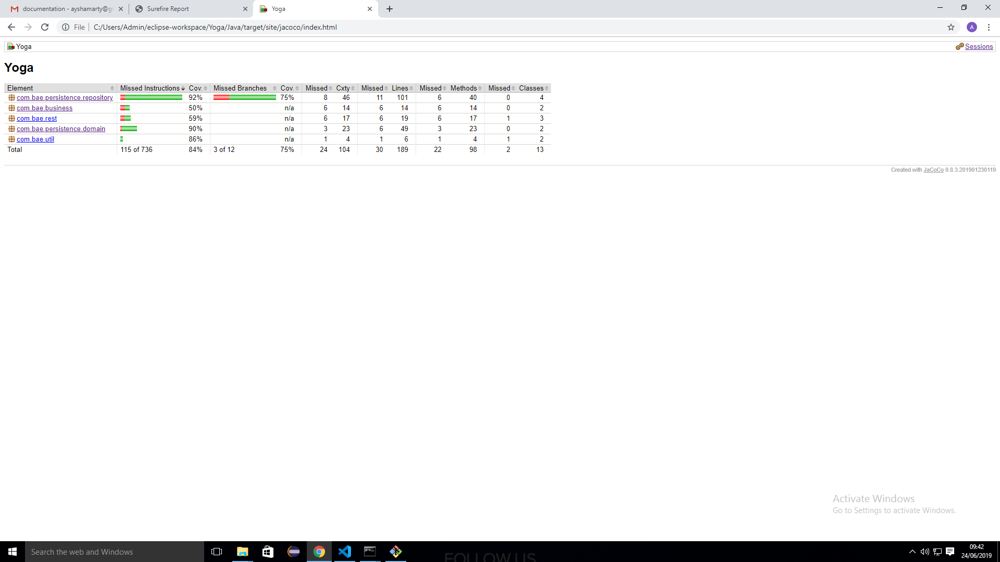 documentation - ayshamarty@gr
Surefire Report
Yoga
File
C:/Users/Admin/eclipse-workspace/Yoga/Java/target/site/jacoco/index.html
A
Yoga
Sessions
Yoga
Element Missed Instructions Cov. Missed Branches Cov. Missed Cxty Missed Lines Missed Methods Missed Classes
com.bae.persistence.repository 92% 75% 8 46 11 101 6 40 0 4
com.bae.business 50% n/a 6 14 6 14 6 14 0 2
com.bae.rest 59% n/a 6 17 6 19 6 17 1 3
com.bae.persistence.domain 90% n/a 3 23 6 49 3 23 0 2
com.bae.util 86% n/a 1 4 1 6 1 4 1 2
Total 115 of 736 84% 3 of 12 75% 24 104 30 189 22 98 2 13
Created with JaCoCo 0.8.3.201901230119
Activate Windows
Go to Settings to activate Windows.
Search the web and Windows
FOLLOW US
09:42
24/06/2019